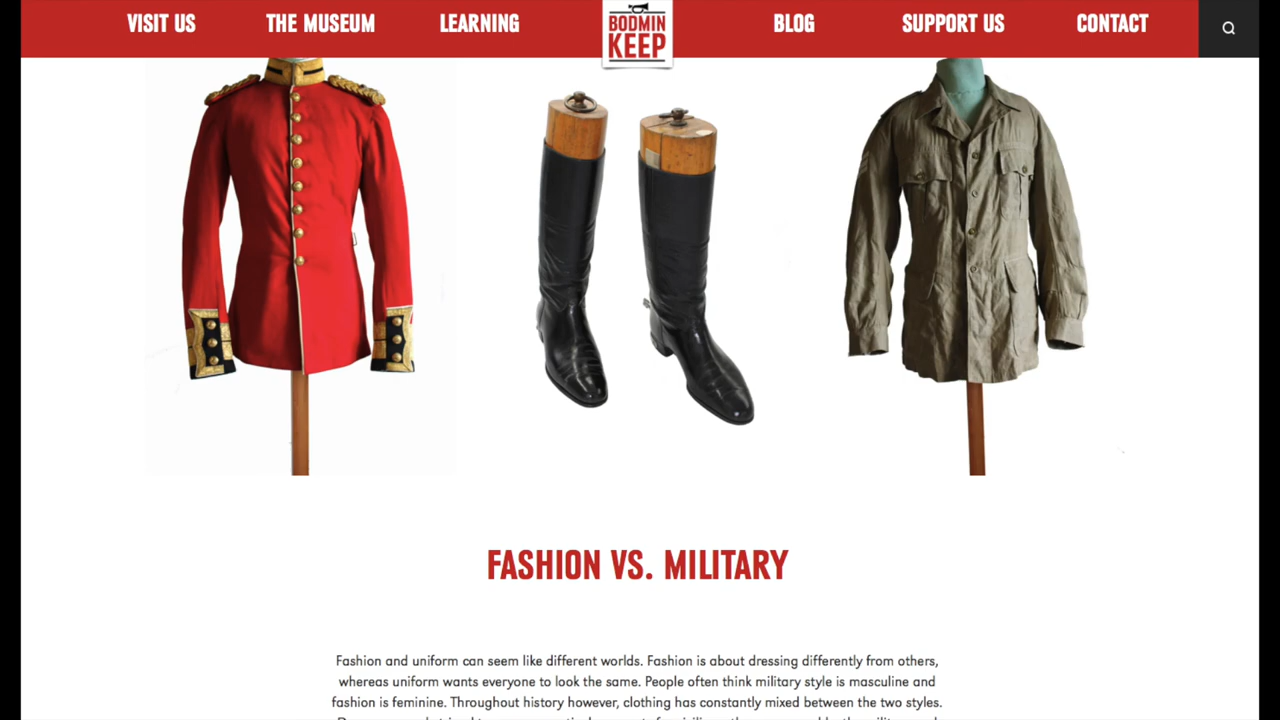 VISIT US
THE MUSEUM
LEARNING
BODMIN
KEEP
BLOG
SUPPORT US
CONTACT
FASHION VS. MILITARY
Fashion and uniform can seem like different worlds. Fashion is about dressing differently from others,
whereas uniform wants everyone to look the same. People often think military style is masculine and
fashion is feminine. Throughout history however, clothing has constantly mixed between the two styles.